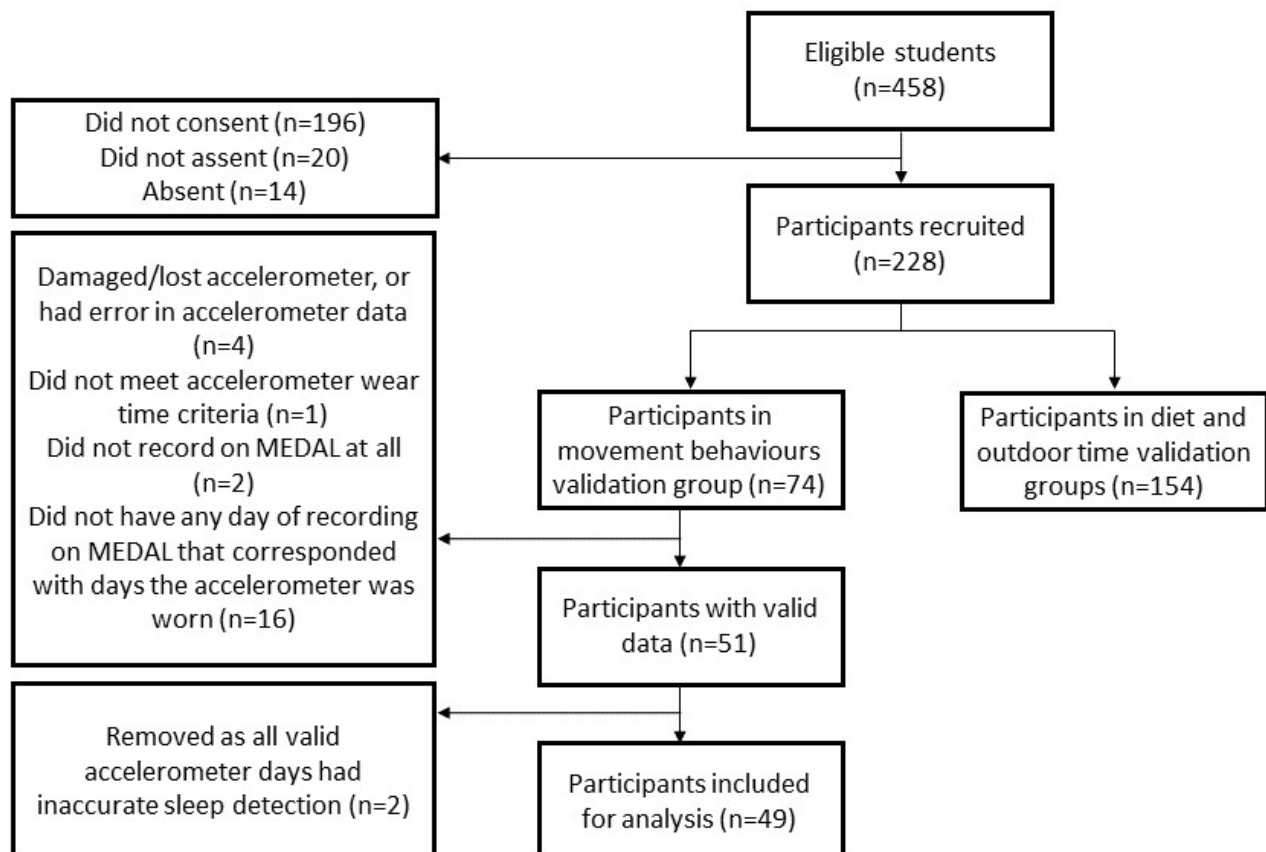 Eligible students
(n=458)
Did not consent (n=196)
Did not assent (n=20)
Absent (n=14)
Participants recruited
(n=228)
Damaged/lost accelerometer, or
had error in accelerometer data
(n=4)
Did not meet accelerometer wear
time criteria (n=1)
Did not record on MEDAL at all
(n=2)
Did not have any day of recording
on MEDAL that corresponded
with days the accelerometer was
worn (n=16)
Participants in
movement behaviours
validation group (n=74)
Participants in diet and
outdoor time validation
groups (n=154)
Participants with valid
data (n=51)
Removed as all valid
accelerometer days had
inaccurate sleep detection (n=2)
Participants included
for analysis (n=49)